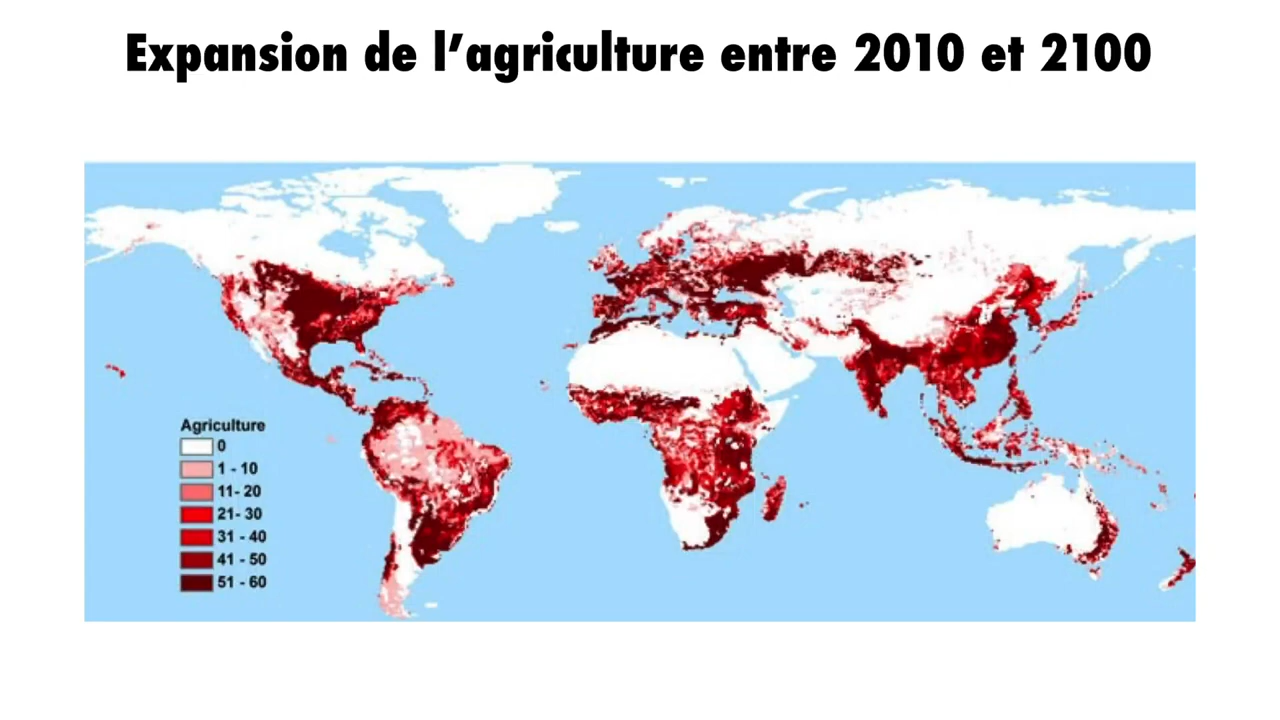 Expansion de l’agriculture entre 2010 et 2100
Agriculture
0
1 - 10
11- 20
21- 30
31 - 40
41 - 50
51 - 60